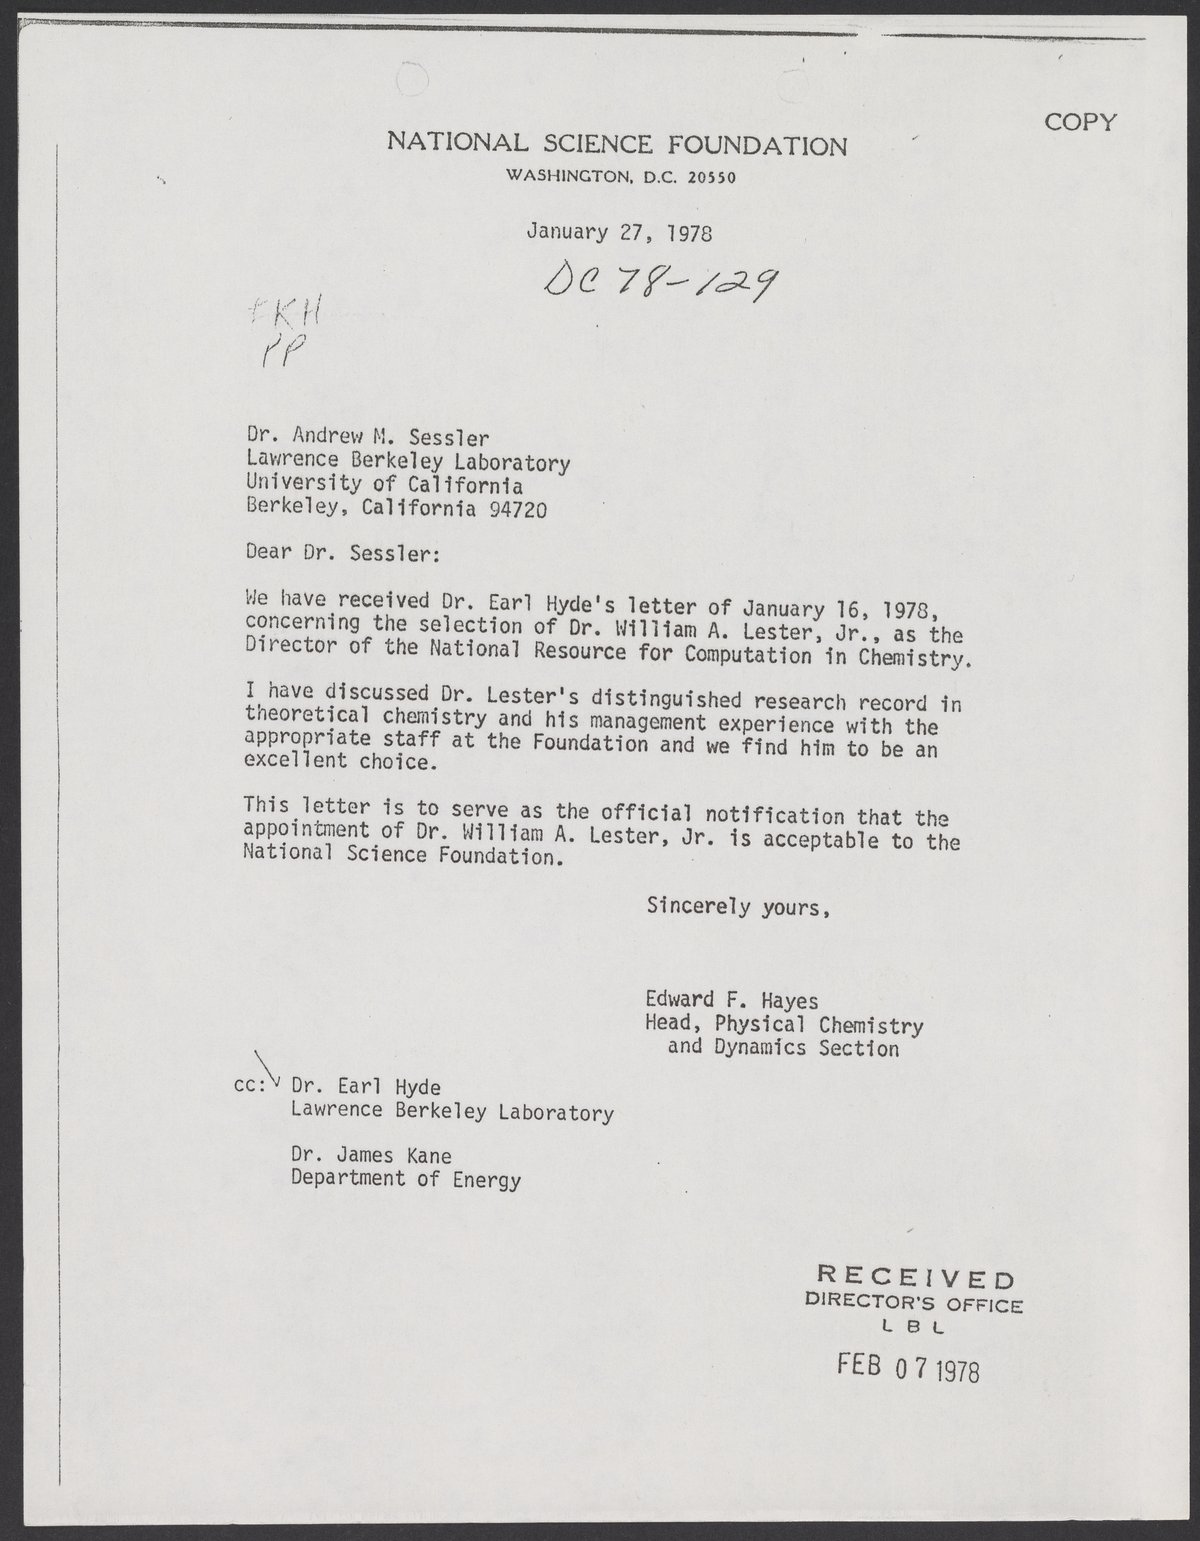 COPY
NATIONAL SCIENCE FOUNDATION
WASHINGTON, D.C. 20550
January 27, 1978
DC 78-129
KH
PP
Dr. Andrew M. Sessler
Lawrence Berkeley Laboratory
University of California
Berkeley, California 94720
Dear Dr. Sessler:
We have received Dr. Earl Hyde's letter of January 16, 1978,
concerning the selection of Dr. William A. Lester, Jr., as the
Director of the National Resource for Computation in Chemistry.
I have discussed Dr. Lester's distinguished research record in
theoretical chemistry and his management experience with the
appropriate staff at the Foundation and we find him to be an
excellent choice.
This letter is to serve as the official notification that the
appointment of Dr. William A. Lester, Jr. is acceptable to the
National Science Foundation.
Sincerely yours,
Edward F. Hayes
Head, Physical Chemistry
and Dynamics Section
cc: Dr. Earl Hyde
Lawrence Berkeley Laboratory
Dr. James Kane
Department of Energy
RECEIVED
DIRECTOR'S OFFICE
L B L
FEB 07 1978